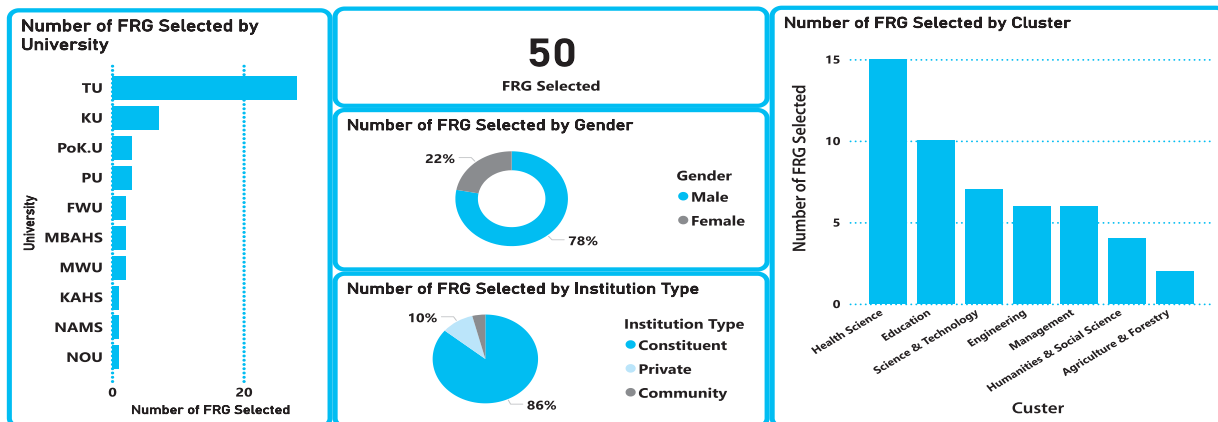 Number of FRG Selected by
University
University
TU
KU
PoK.U
PU
FWU
MBAHS
MWU
KAHS
NAMS
NOU
0
20
Number of FRG Selected
50
FRG Selected
Number of FRG Selected by Gender
22%
78%
Gender
Male
Female
Number of FRG Selected by Institution Type
10%
86%
Institution Type
Constituent
Private
Community
Number of FRG Selected by Cluster
Number of FRG Selected
15
10
5
0
Health Science
Education
Science & Technology
Engineering
Management
Humanities & Social Science
Agriculture & Forestry
Custer